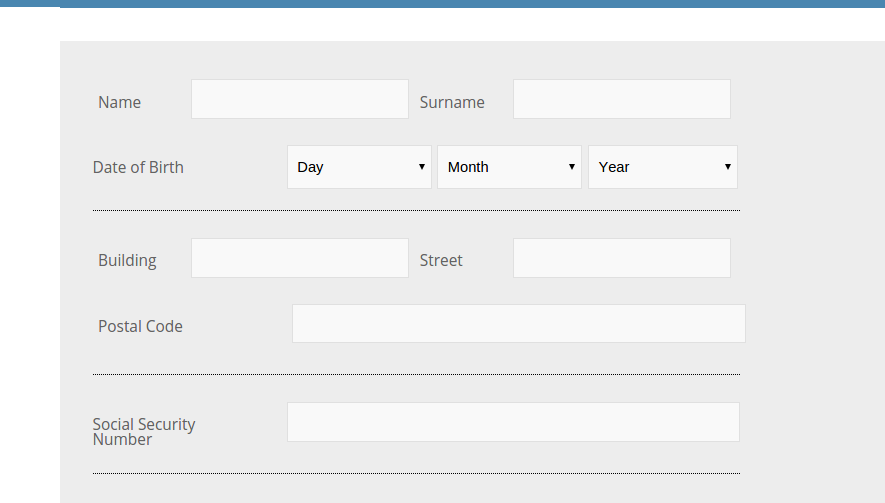 Name Surname
Date of Birth Day Month Year
Building Street
Postal Code
Social Security
Number